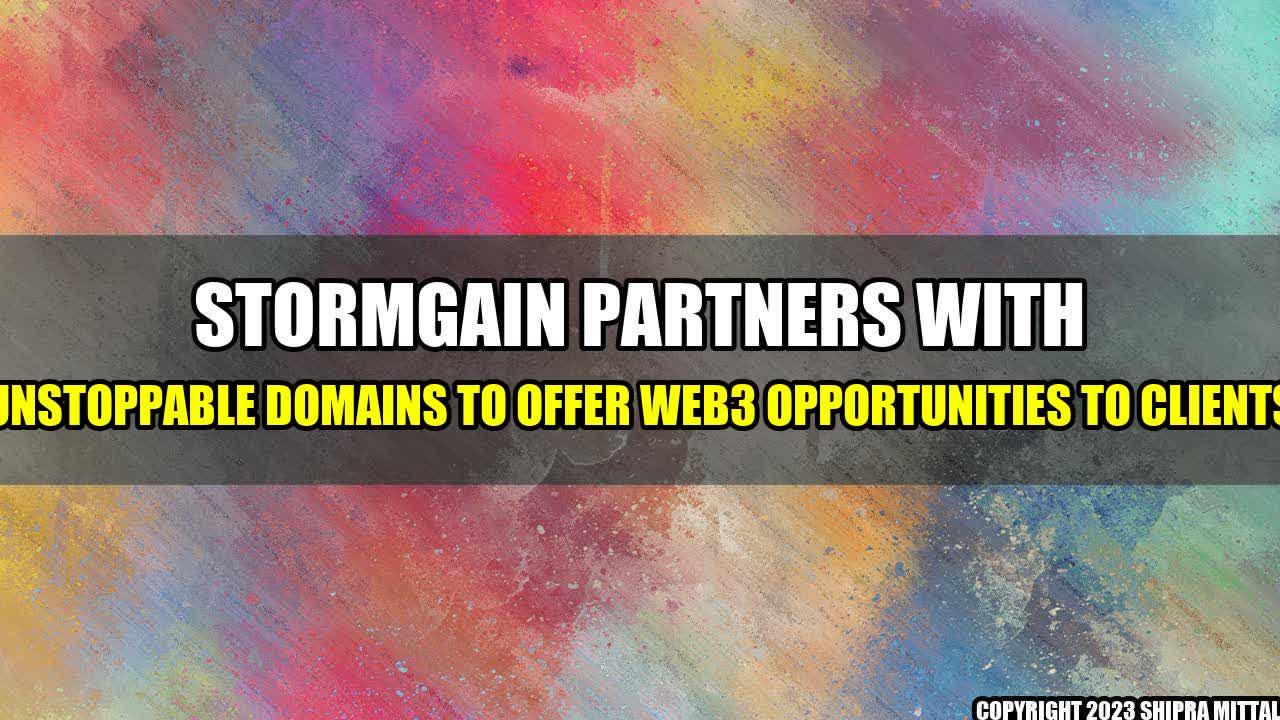 STORMGAIN PARTNERS WITH
UNSTOPPABLE DOMAINS TO OFFER WEB3 OPPORTUNITIES TO CLIENTS
COPYRIGHT 2023 SHIPRA MITTAL